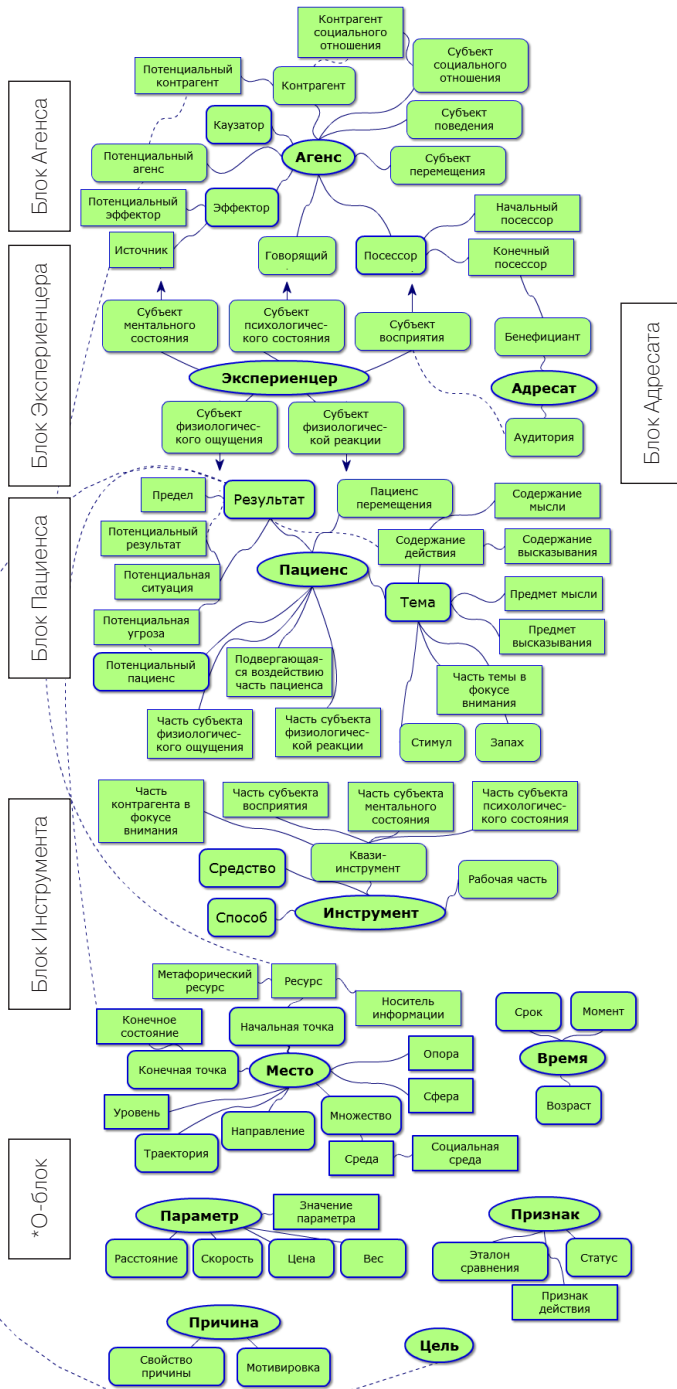 Контрагент
социального
отношения
Субъект
социального
отношения
Потенциальный
контрагент
Контрагент
Каузатор
Субъект
поведения
Агенс
Потенциальный
агенс
Субъект
перемещения
Блок Агенса
Потенциальный
эффектор
Эффектор
Начальный
посессор
Источник
Говорящий
Посессор
Конечный
посессор
Субъект
ментального
состояния
Субъект
психологичес-
кого состояния
Субъект
восприятия
Бенефициант
Экспериенцер
Адресат
Блок Экспериенцера
Блок Адресата
Субъект
физиологичес-
кого ощущения
Субъект
физиологичес-
кой реакции
Аудитория
Предел
Результат
Пациенс
перемещения
Содержание
мысли
Потенциальный
результат
Содержание
действия
Содержание
высказывания
Потенциальная
ситуация
Пациенс
Тема
Предмет мысли
Блок Пациенса
Потенциальная
угроза
Предмет
высказывания
Потенциальный
пациенс
Подвергающая-
ся воздействию
часть пациенса
Часть темы в
фокусе
внимания
Часть субъекта
физиологичес-
кого ощущения
Часть субъекта
физиологичес-
кой реакции
Стимул
Запах
Часть
контрагента в
фокусе
внимания
Часть субъекта
восприятия
Часть субъекта
ментального
состояния
Часть субъекта
психологичес-
кого состояния
Квази-
инструмент
Средство
Рабочая часть
Способ
Инструмент
Блок Инструмента
Метафорический
ресурс
Ресурс
Носитель
информации
Конечное
состояние
Начальная точка
Срок
Момент
Опора
Время
Конечная точка
Место
Сфера
Возраст
Уровень
Направление
Множество
Траектория
Среда
Социальная
среда
*О-блок
Параметр
Значение
параметра
Признак
Расстояние
Скорость
Цена
Вес
Эталон
сравнения
Статус
Признак
действия
Причина
Цель
Свойство
причины
Мотивировка